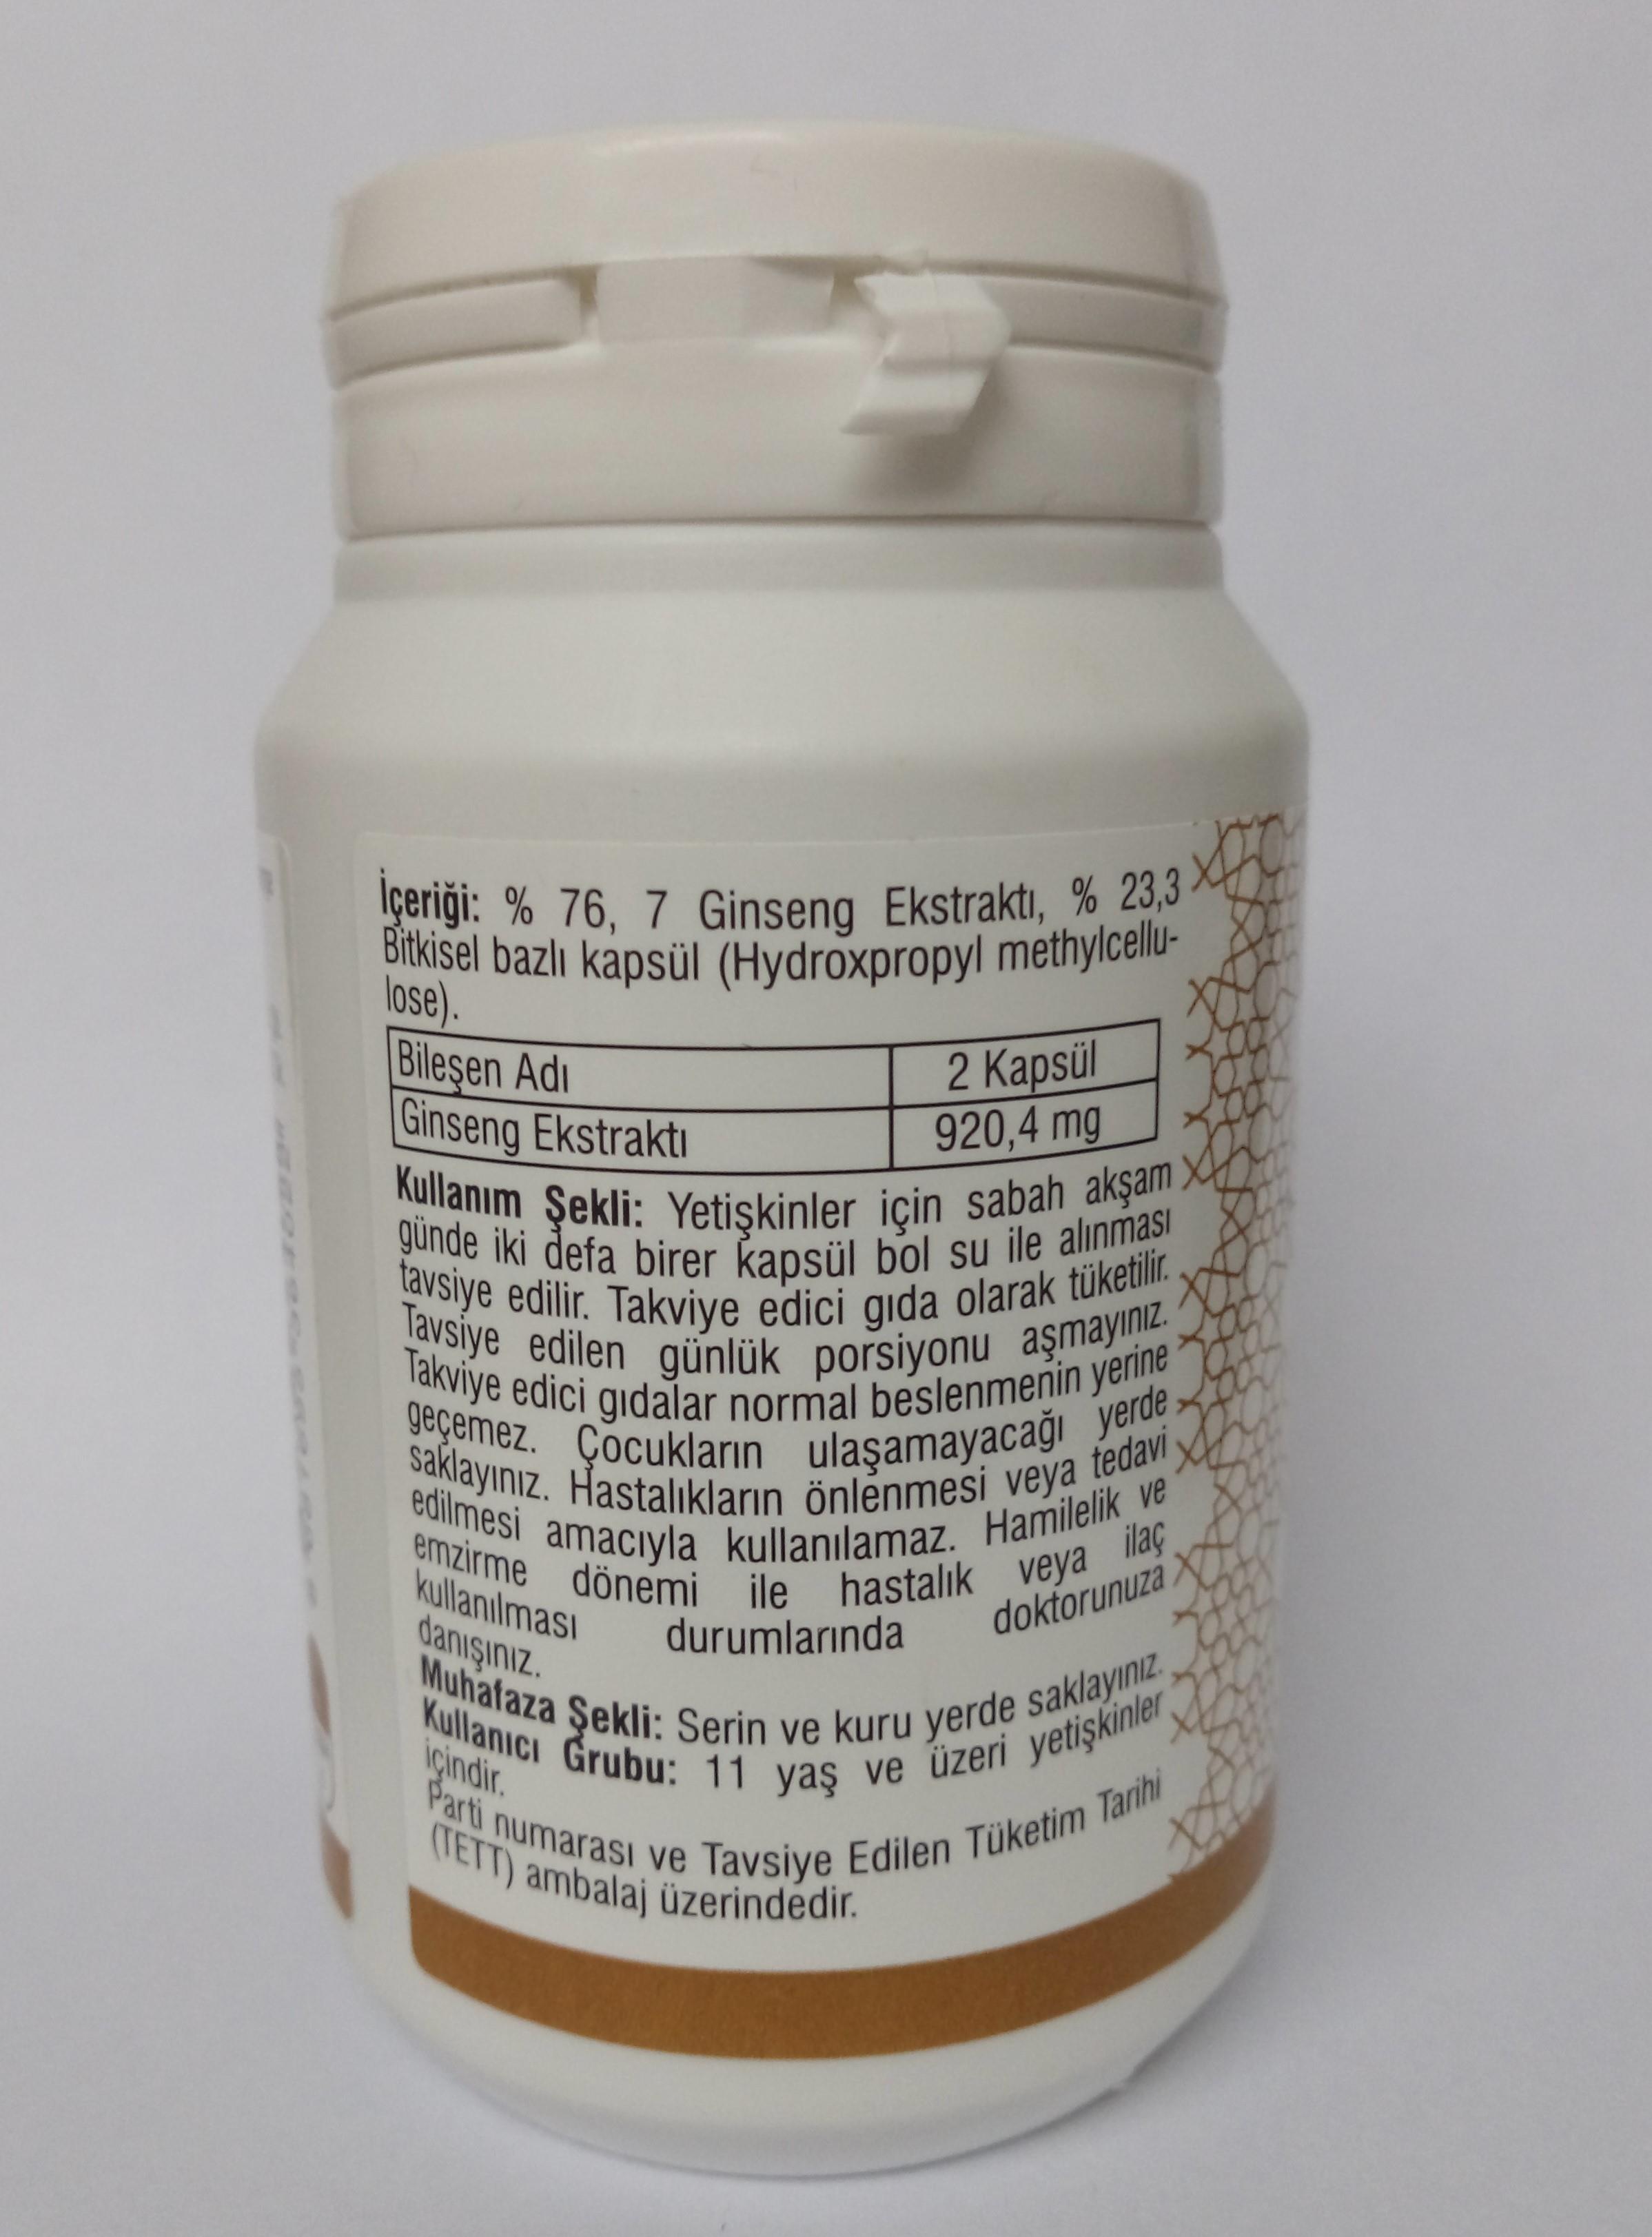 İçeriği: % 76, 7 Ginseng Ekstraktı, % 23,3
Bitkisel bazlı kapsül (Hydroxpropyl methylcellu-
lose).
Bileşen Adı 2 Kapsül
Ginseng Ekstraktı 920,4 mg
Kullanım Şekli: Yetişkinler için sabah akşam
günde iki defa birer kapsül bol su ile alınması
tavsiye edilir. Takviye edici gıda olarak tüketilir.
Tavsiye edilen günlük porsiyonu aşmayınız.
Takviye edici gıdalar normal beslenmenin yerine
geçemez. Çocukların ulaşamayacağı yerde
saklayınız. Hastalıkların önlenmesi veya tedavi
edilmesi amacıyla kullanılamaz. Hamilelik ve
emzirme dönemi ile hastalık veya ilaç
kullanılması durumlarında doktorunuza
danışınız.
Muhafaza Şekli: Serin ve kuru yerde saklayınız.
Kullanıcı Grubu: 11 yaş ve üzeri yetişkinler
içindir.
Parti numarası ve Tavsiye Edilen Tüketim Tarihi
(TETT) ambalaj üzerindedir.